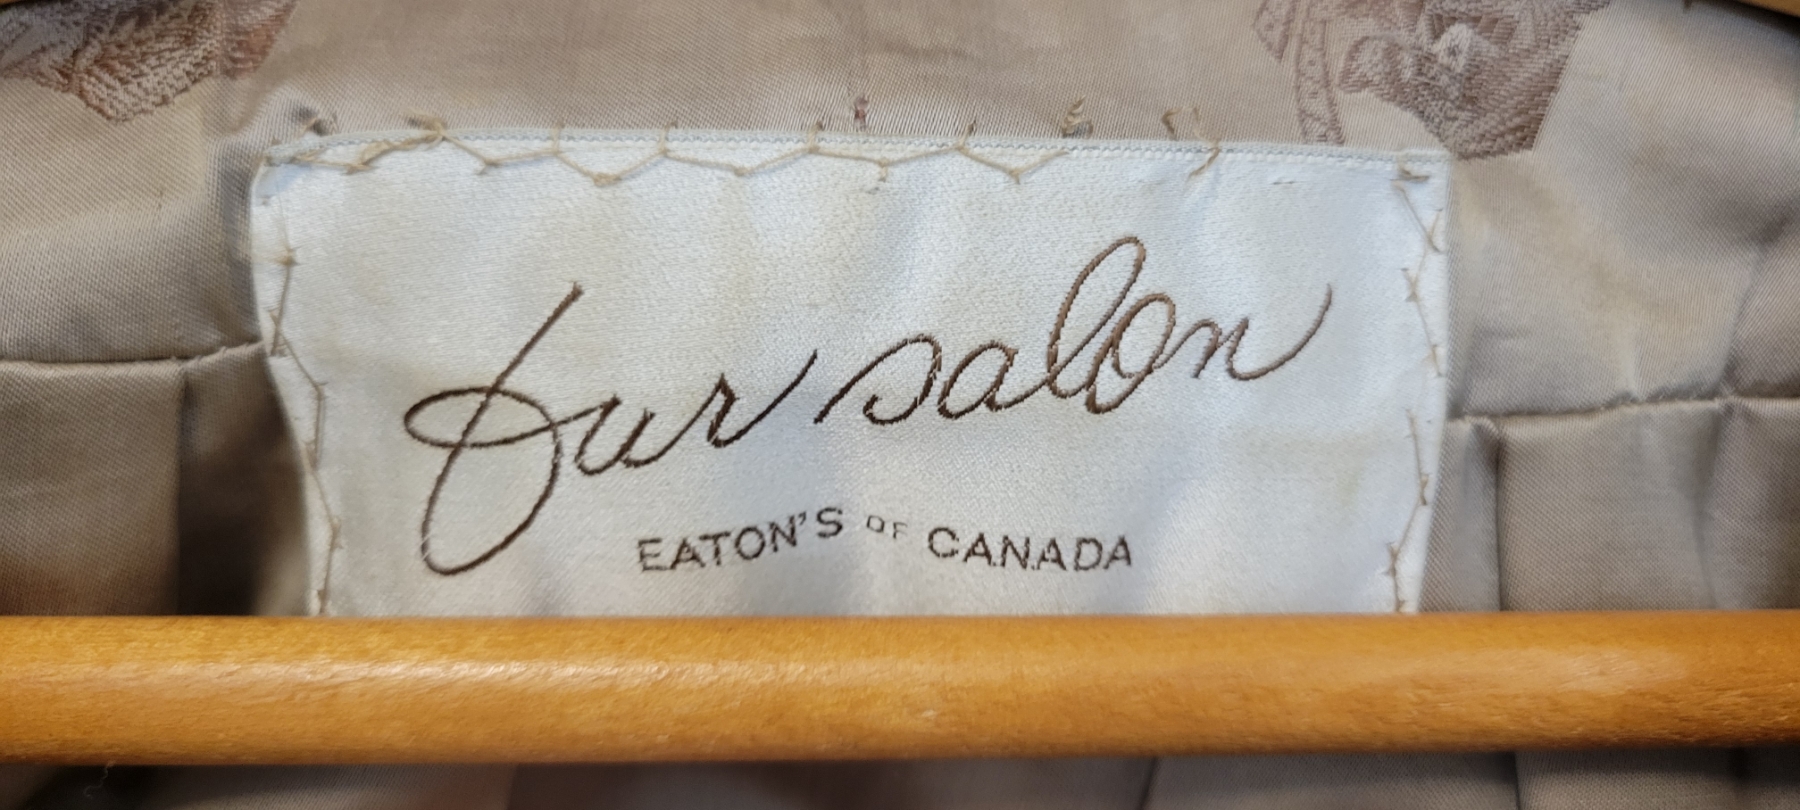 fur salon
EATON'S OF CANADA